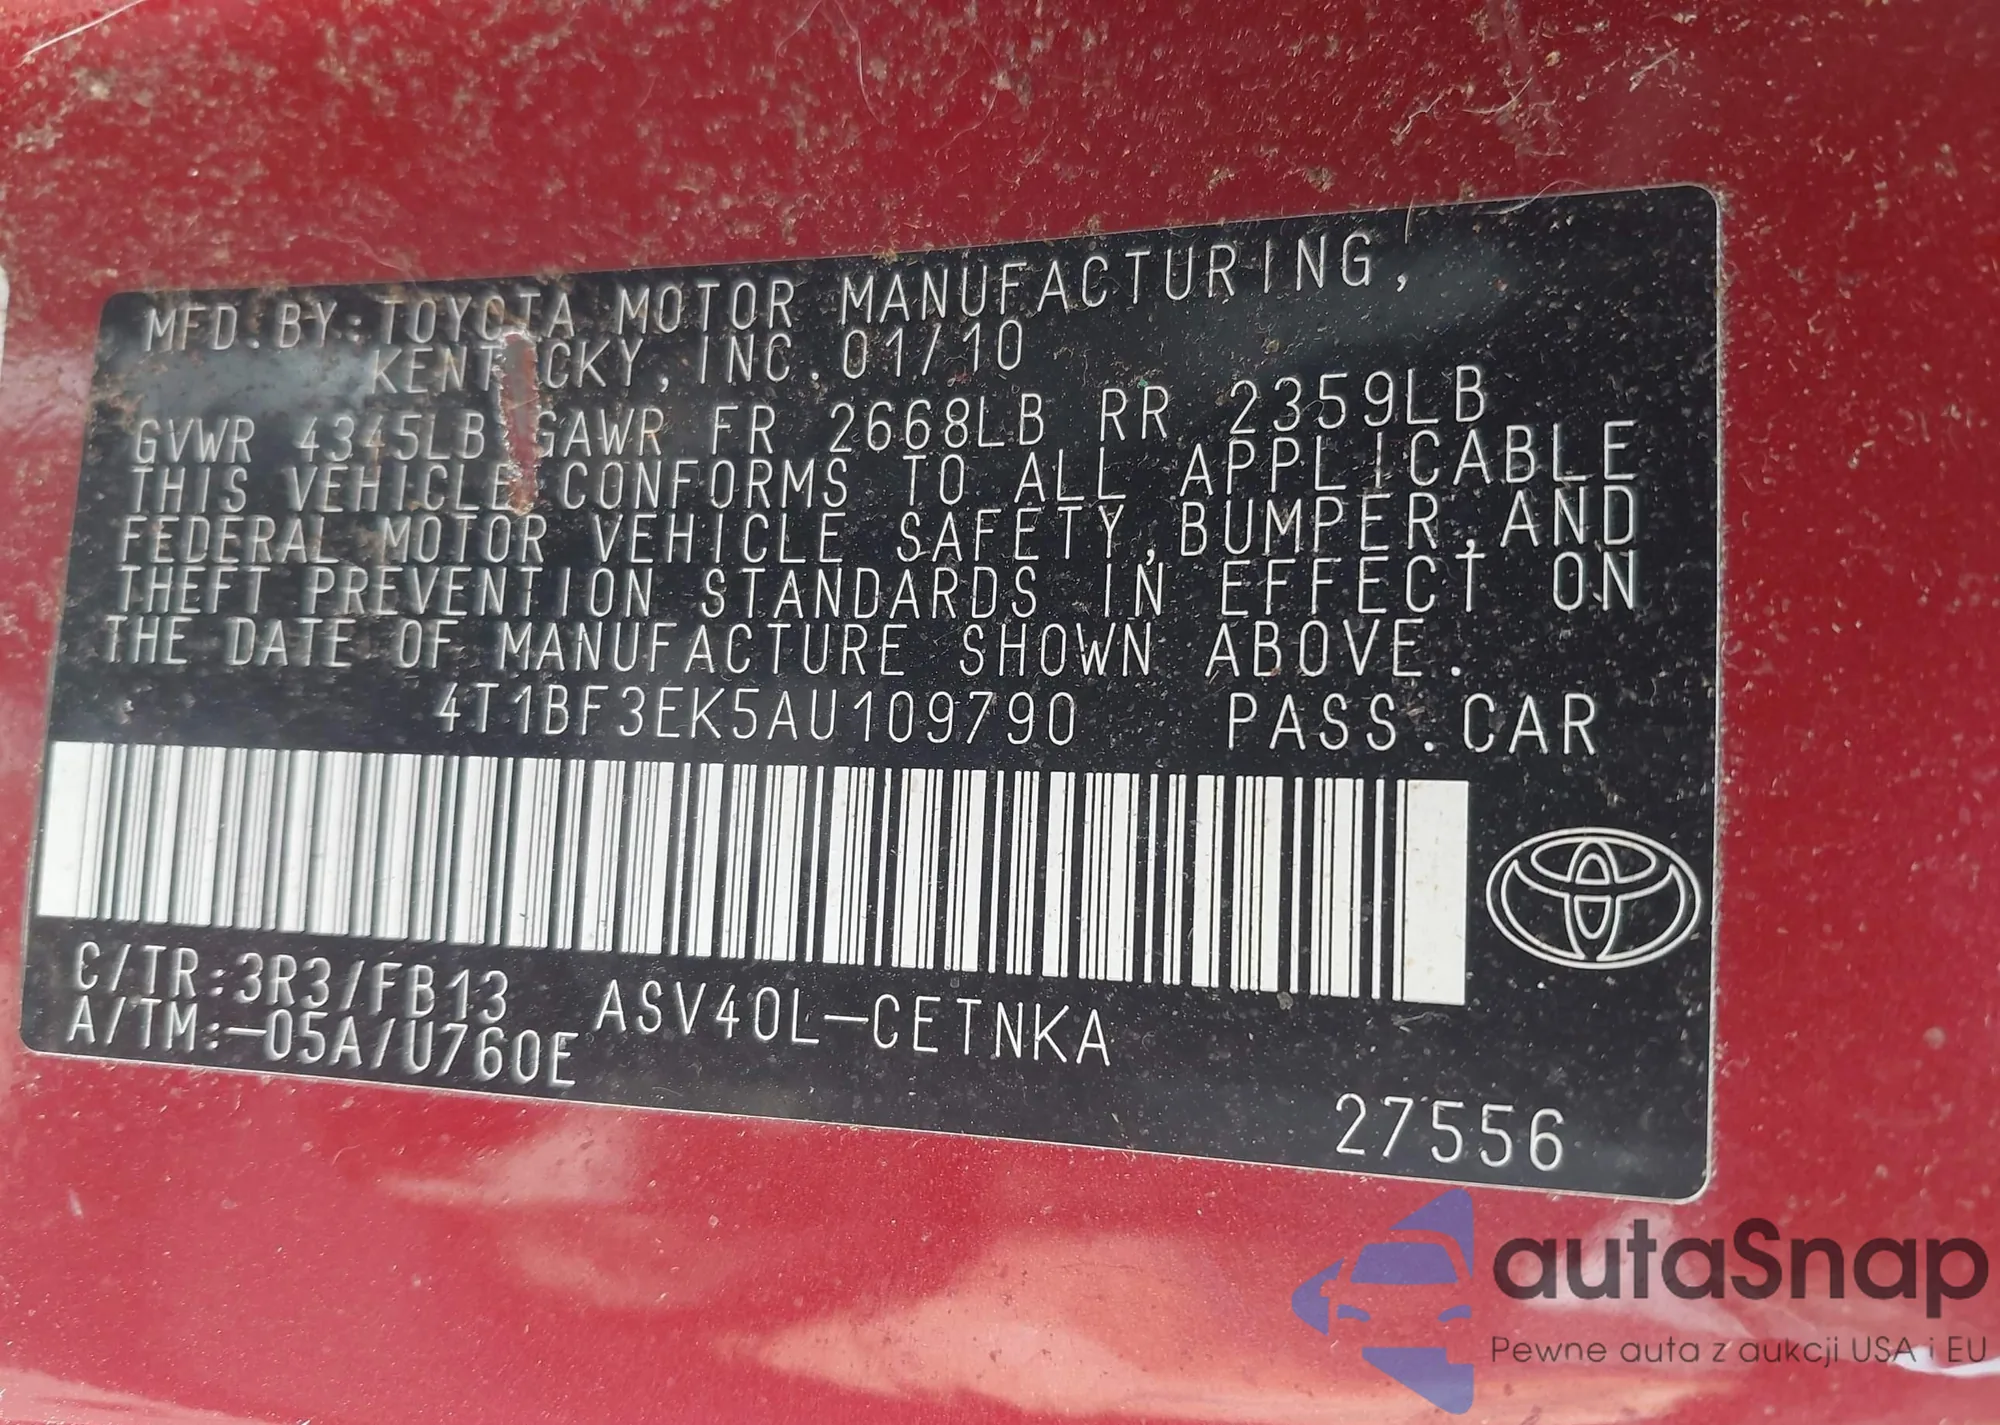 MFD.BY:TOYOTA MOTOR MANUFACTURING,
KENTUCKY, INC. 01/10
GVWR 4345LB GAWR FR 2668LB RR 2359LB
THIS VEHICLE CONFORMS TO ALL APPLICABLE
FEDERAL MOTOR VEHICLE SAFETY,BUMPER,AND
THEFT PREVENTION STANDARDS IN EFFECT ON
THE DATE OF MANUFACTURE SHOWN ABOVE.
4T1BF3EK5AU109790 PASS.CAR
C/TR:3R3/FB13 ASV40L-CETNKA
A/TM:-05A/U760E
27556
autaSnap
Pewne auta z aukcji USA i EU